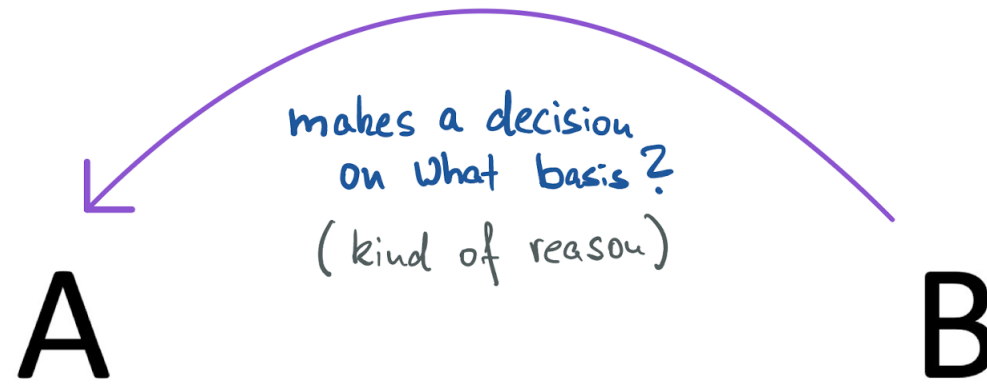 makes a decision
on what basis?
(kind of reason)
A B